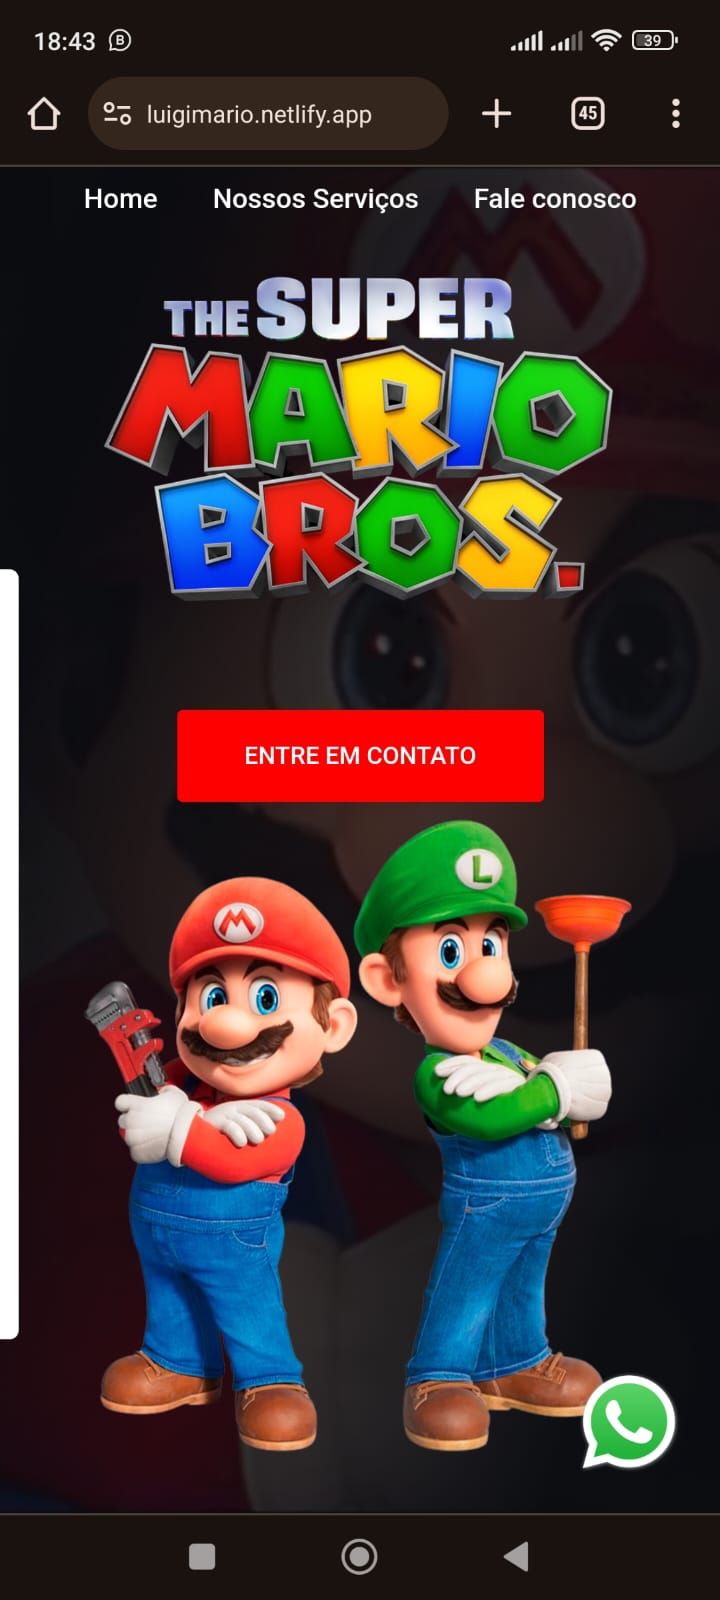 18:43
39
luigimario.netlify.app
45
Home Nossos Serviços Fale conosco
THE SUPER
MARIO
BROS.
ENTRE EM CONTATO
L
M